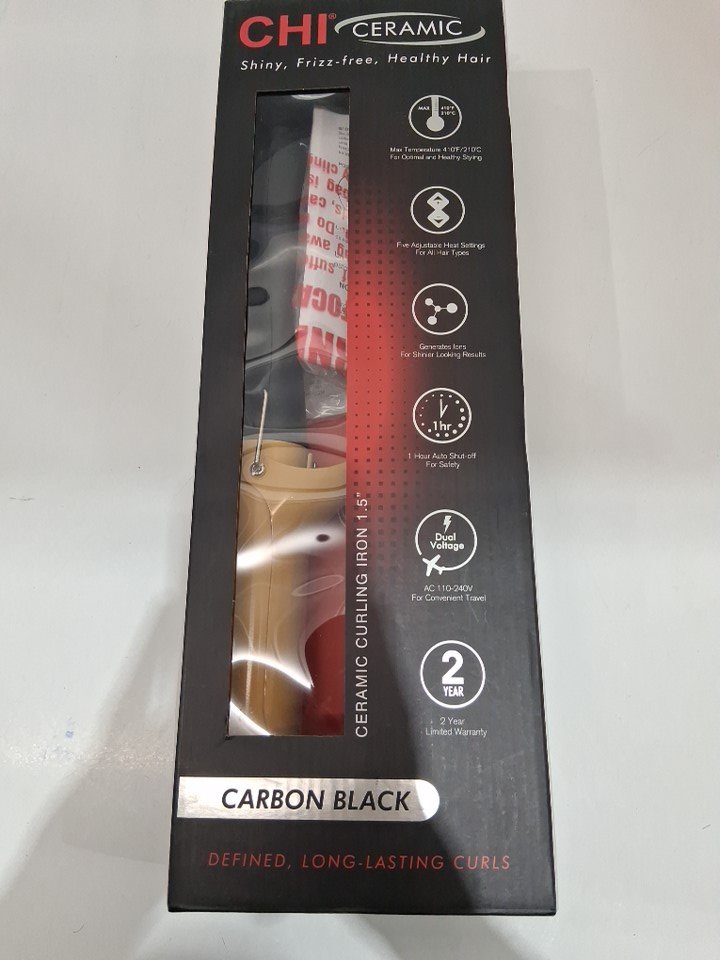 CHI® CERAMIC
Shiny, Frizz-free, Healthy Hair
MAX 410°F
210°C
Max Temperature 410°F/210°C
For Optimal and Healthy Styling
Five Adjustable Heat Settings
For All Hair Types
Generates Ions
For Shinier Looking Results
1hr
1 Hour Auto Shut-off
For Safety
Dual
Voltage
AC 110-240V
For Convenient Travel
2
YEAR
2 Year
Limited Warranty
CERAMIC CURLING IRON 1.5"
CARBON BLACK
DEFINED, LONG-LASTING CURLS